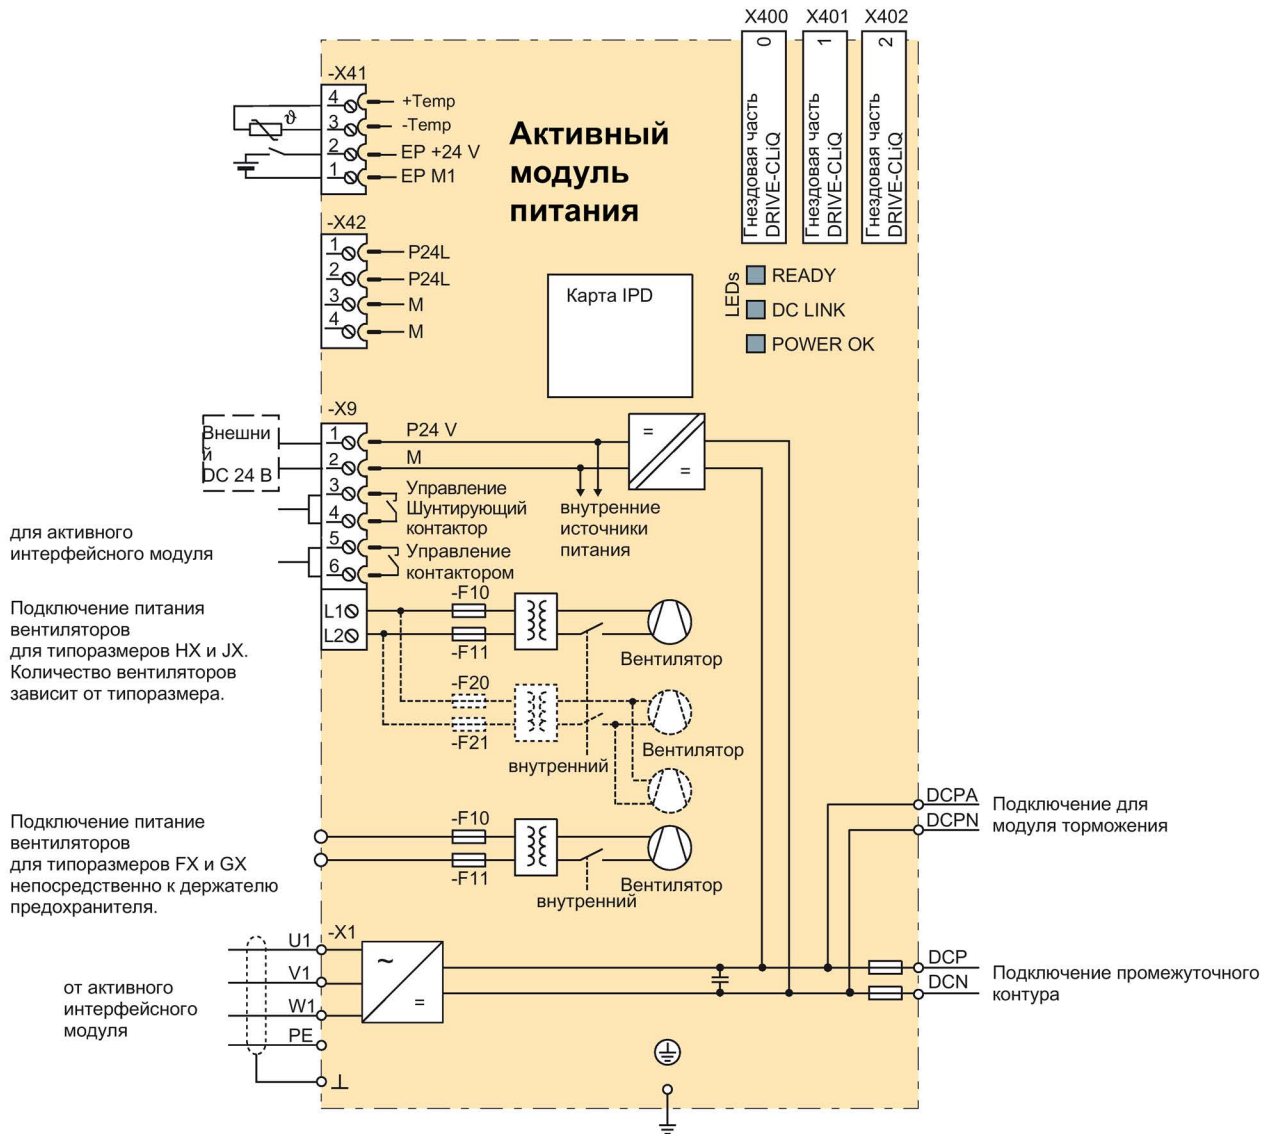 X400 X401 X402
0 1 2
Гнездовая часть
DRIVE-CLiQ
Гнездовая часть
DRIVE-CLiQ
Гнездовая часть
DRIVE-CLiQ
-X41
4 +Temp
3 -Temp
2 EP +24 V
1 EP M1
ϑ
Активный
модуль
питания
-X42
1 P24L
2 P24L
3 M
4 M
Карта IPD
LEDs
READY
DC LINK
POWER OK
-X9
Внешни
й
DC 24 В
1 P24 V
2 M
3 Управление
Шунтирующий
4 контактор
5 Управление
6 контактором
=
=
внутренние
источники
питания
для активного
интерфейсного модуля
Подключение питания
вентиляторов
для типоразмеров HX и JX.
Количество вентиляторов
зависит от типоразмера.
L1
L2
-F10
-F11
Вентилятор
-F20
-F21
Вентилятор
внутренний
Подключение питание
вентиляторов
для типоразмеров FX и GX
непосредственно к держателю
предохранителя.
-F10
-F11
Вентилятор
внутренний
DCPA
DCPN
Подключение для
модуля торможения
-X1
U1
V1
W1
PE
~
=
от активного
интерфейсного
модуля
DCP
DCN
Подключение промежуточного
контура